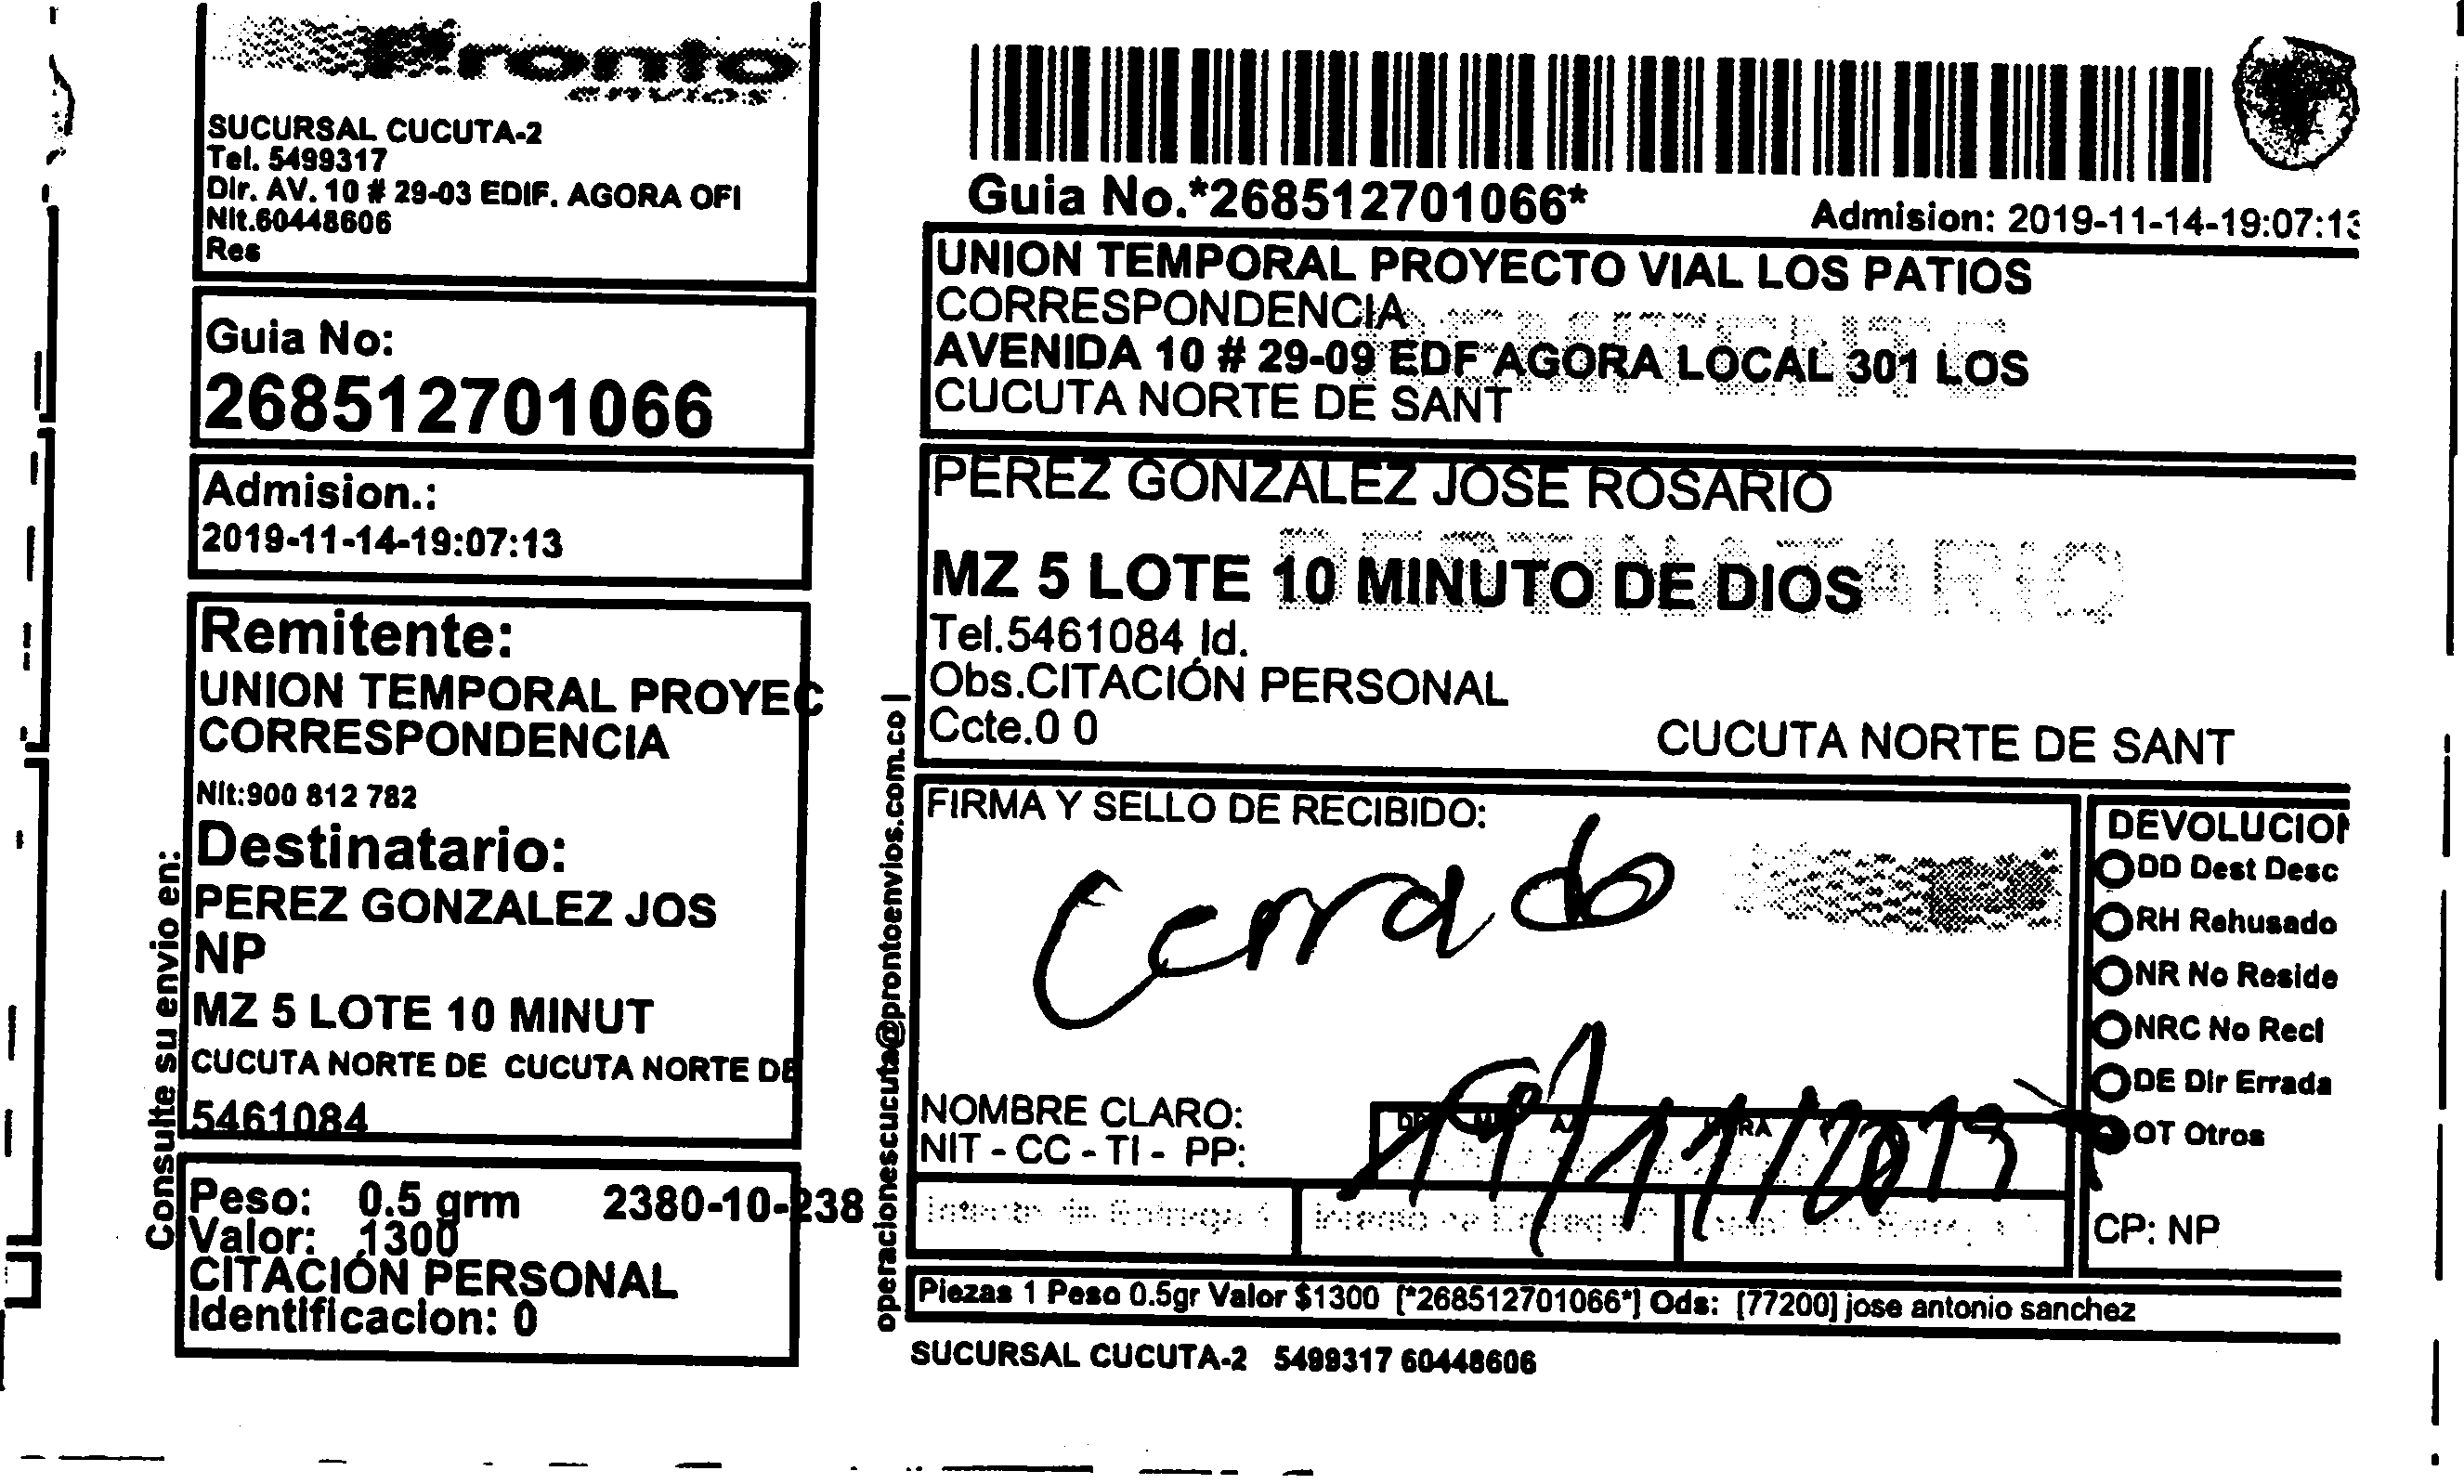 Pronto
envios
SUCURSAL CUCUTA-2
Tel. 5499317
Dir. AV. 10 # 29-03 EDIF. AGORA OFI
Nit.60448606
Res
Guia No:
268512701066
Admision.:
2019-11-14-19:07:13
Remitente:
UNION TEMPORAL PROYEC
CORRESPONDENCIA
Nit:900 812 782
Destinatario:
PEREZ GONZALEZ JOS
NP
MZ 5 LOTE 10 MINUT
CUCUTA NORTE DE CUCUTA NORTE DE
5461084
Peso: 0.5 grm 2380-10-238
Valor: 1300
CITACIÓN PERSONAL
Identificacion: 0
Consulte su envio en:
operacionescucuta@prontoenvios.com.co |
Guia No.*268512701066*
Admision: 2019-11-14-19:07:13
UNION TEMPORAL PROYECTO VIAL LOS PATIOS
CORRESPONDENCIA
REMITENTE
AVENIDA 10 # 29-09 EDF AGORA LOCAL 301 LOS
CUCUTA NORTE DE SANT
PEREZ GONZALEZ JOSE ROSARIO
DESTINATARIO
MZ 5 LOTE 10 MINUTO DE DIOS
Tel.5461084 Id.
Obs.CITACIÓN PERSONAL
Ccte.0 0
CUCUTA NORTE DE SANT
FIRMA Y SELLO DE RECIBIDO:
Cerrado
NOMBRE CLARO:
NIT - CC - TI - PP:
DEVOLUCION
DD Dest Desc
RH Rehusado
NR No Reside
NRC No Recl
DE Dir Errada
OT Otros
CP: NP
Piezas 1 Peso 0.5gr Valor $1300 [*268512701066*] Ods: [77200] jose antonio sanchez
SUCURSAL CUCUTA-2 5499317 60448606